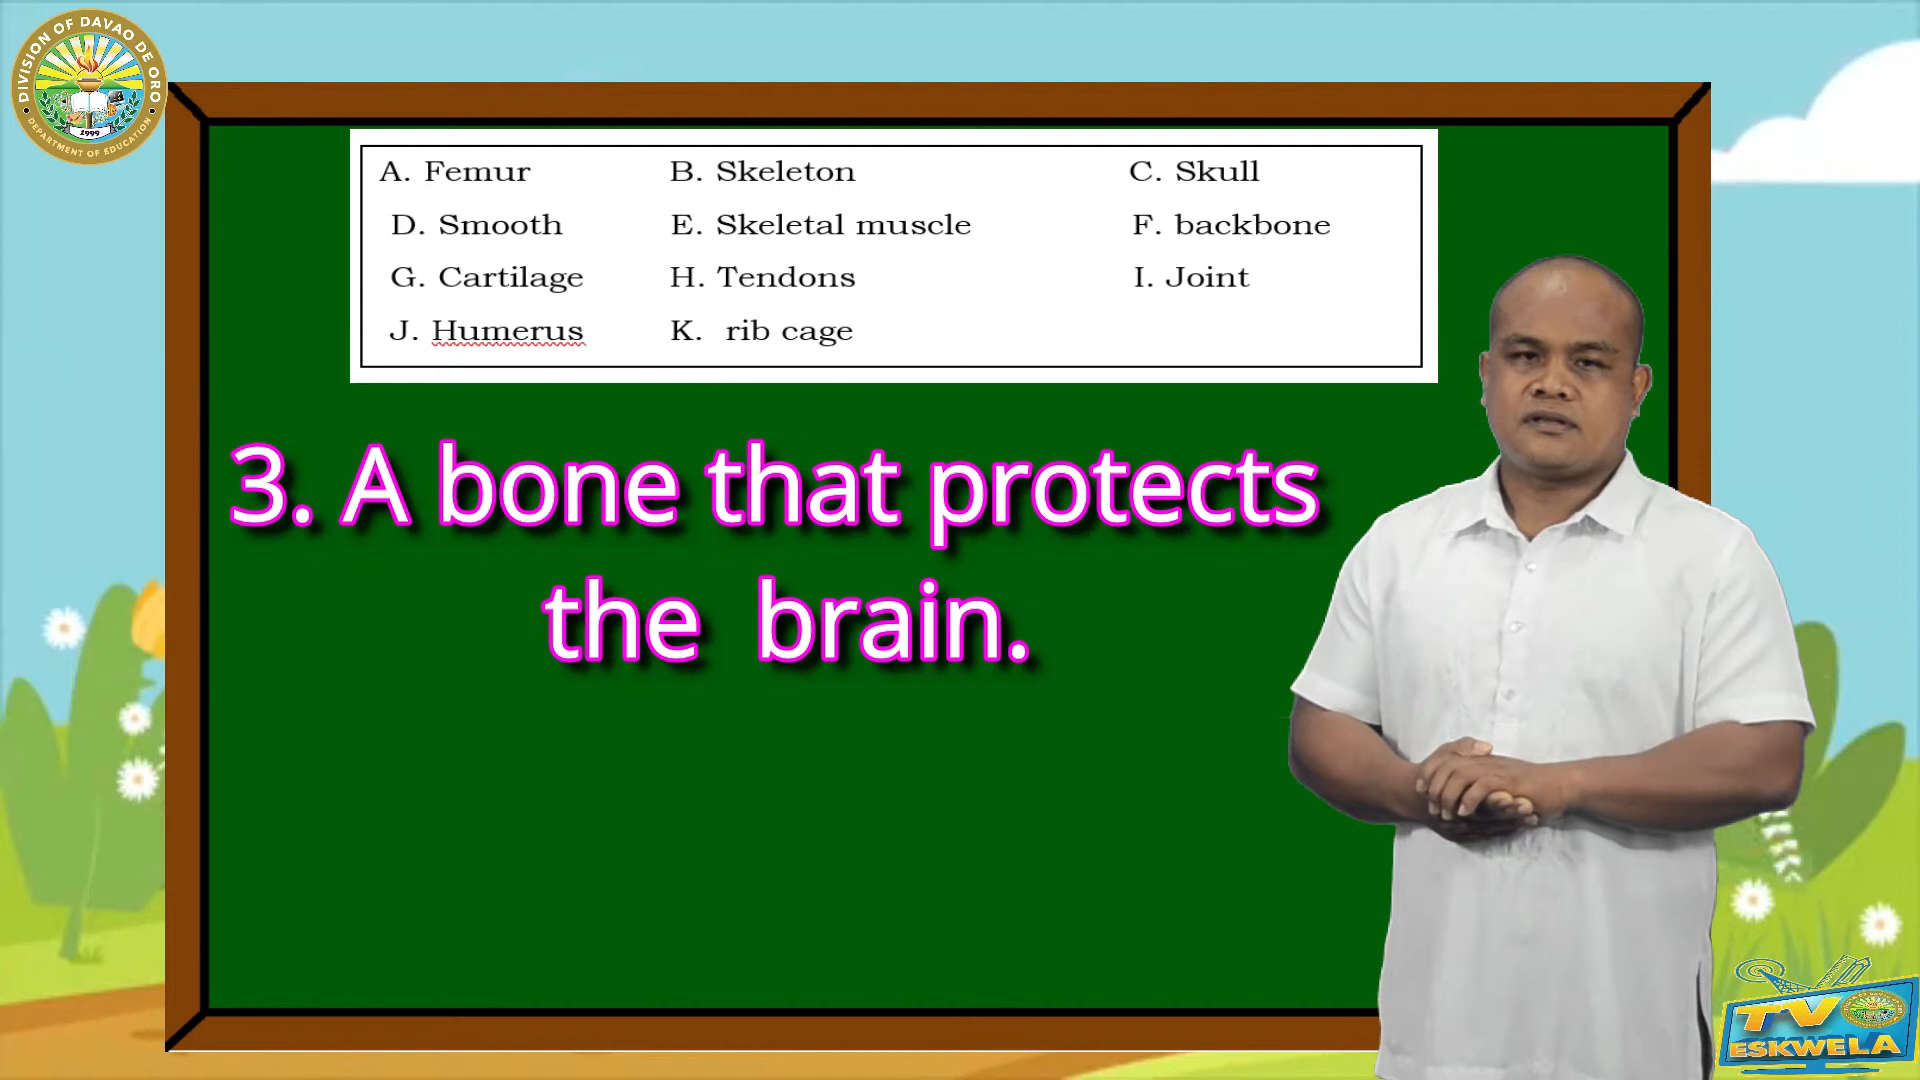 DIVISION OF DAVAO DE ORO
1999
DEPARTMENT OF EDUCATION
A. Femur B. Skeleton C. Skull
D. Smooth E. Skeletal muscle F. backbone
G. Cartilage H. Tendons I. Joint
J. Humerus K. rib cage
3. A bone that protects
the brain.
TV
ESKWELA